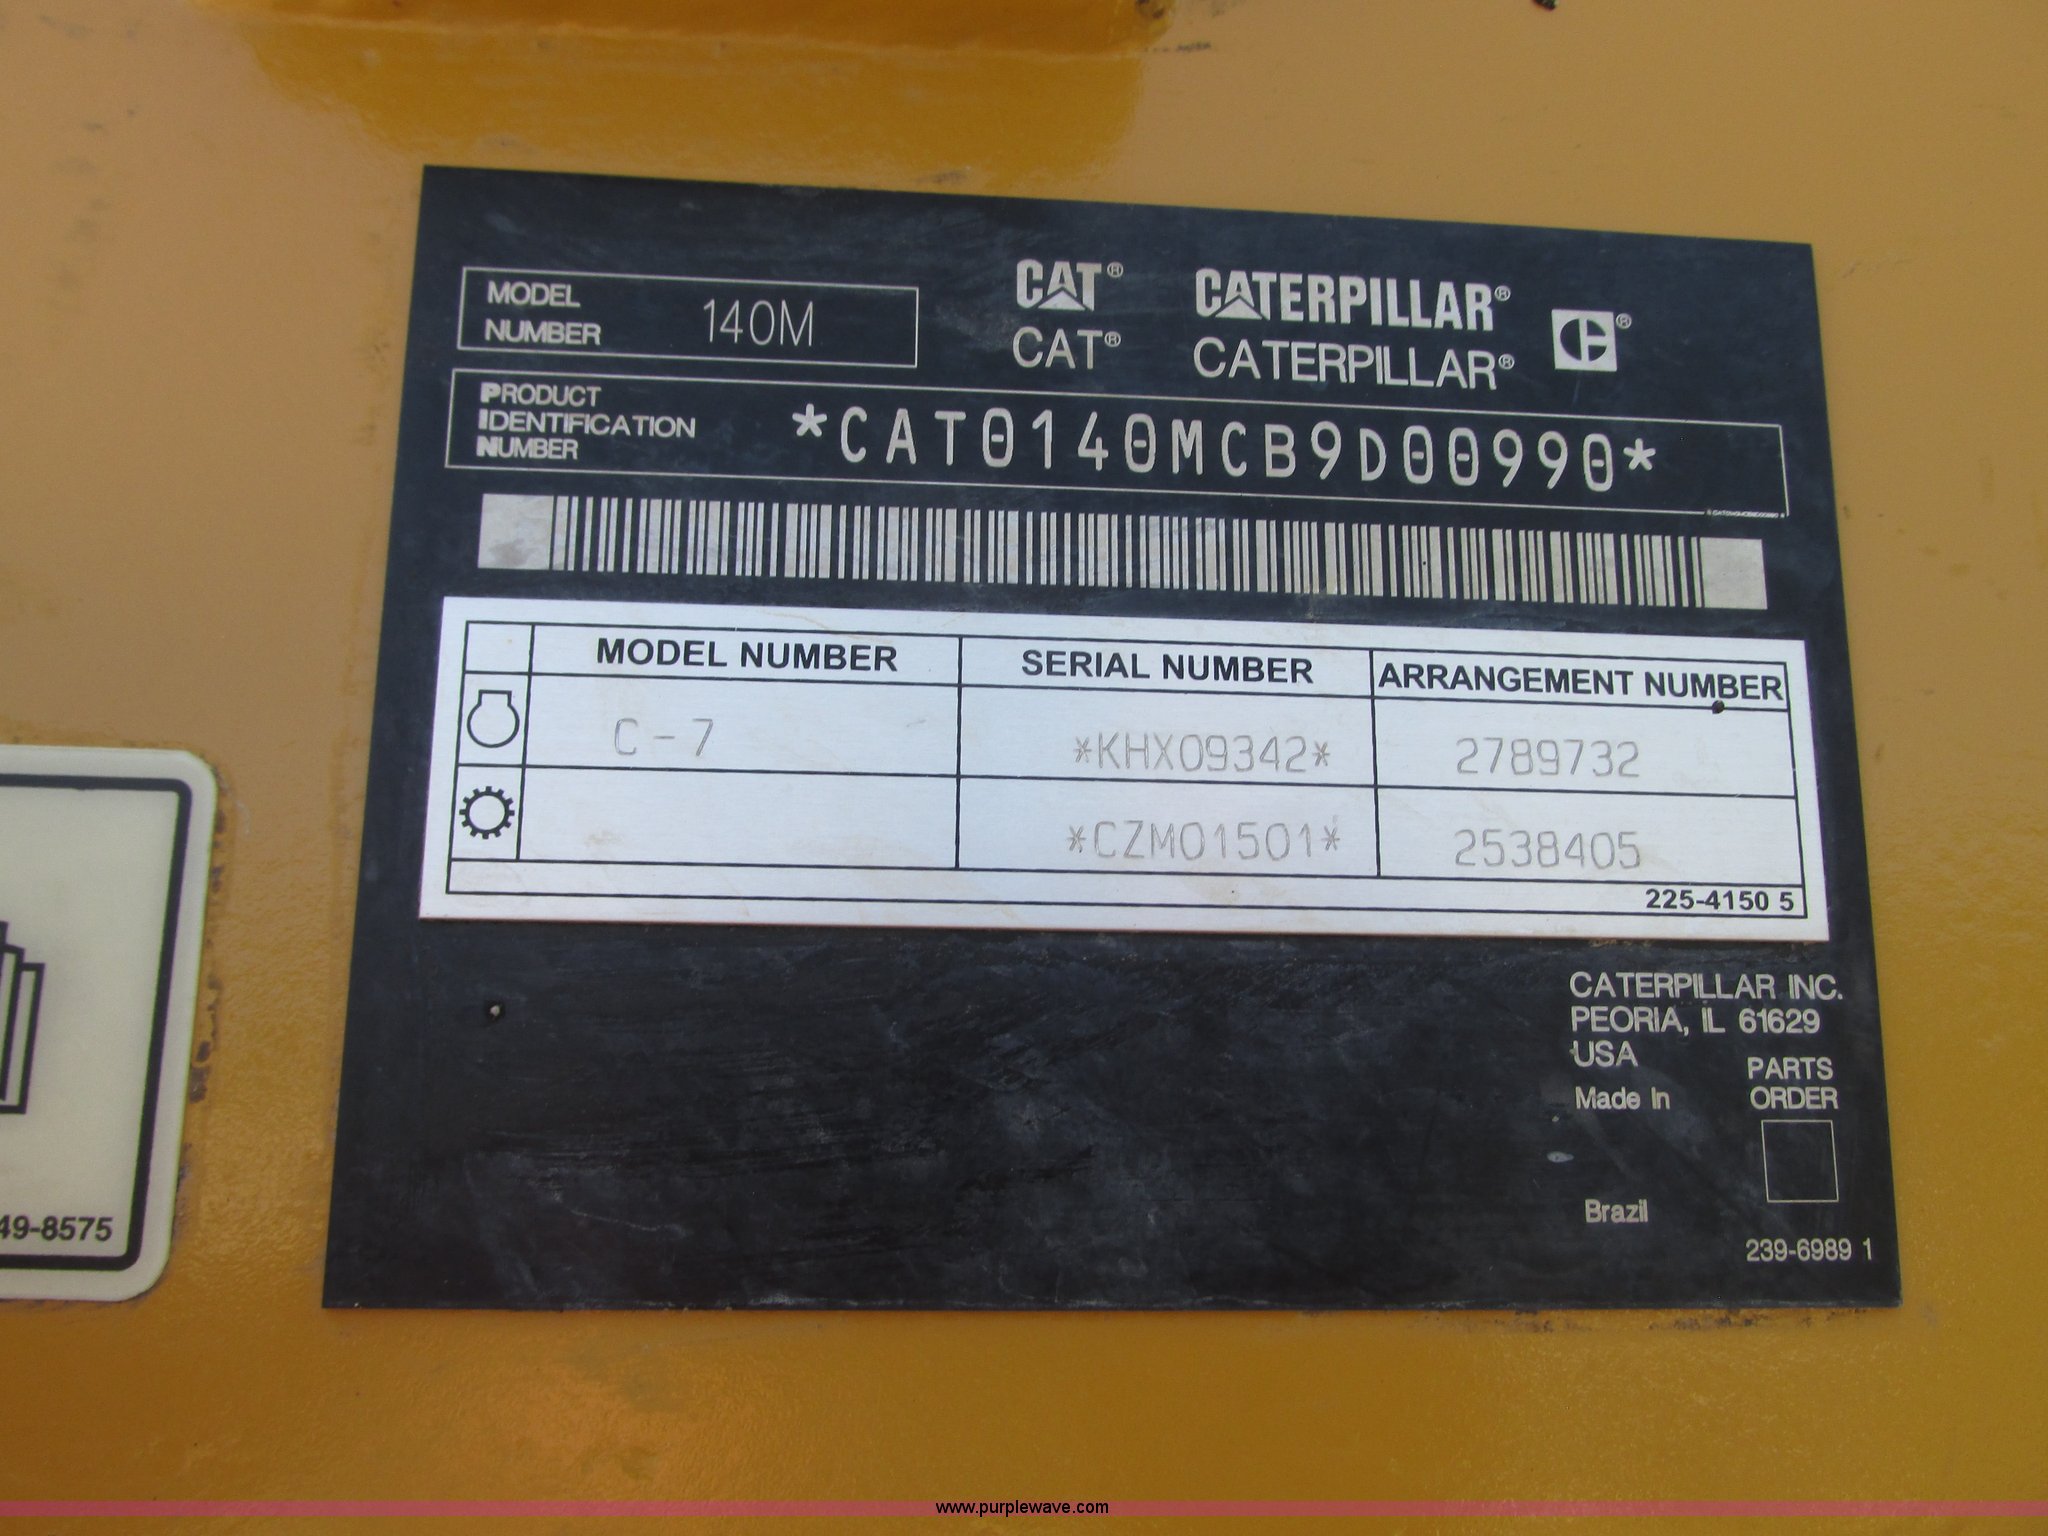 MODEL
NUMBER
140M
CAT® CATERPILLAR®
CAT® CATERPILLAR®
PRODUCT
IDENTIFICATION
NUMBER
*CAT0140MCB9D00990*
MODEL NUMBER SERIAL NUMBER ARRANGEMENT NUMBER
C-7 *KHX09342* 2789732
*CZM01501* 2538405
225-4150 5
CATERPILLAR INC.
PEORIA, IL 61629
USA
Made In
PARTS
ORDER
Brazil
239-6989 1
49-8575
www.purplewave.com